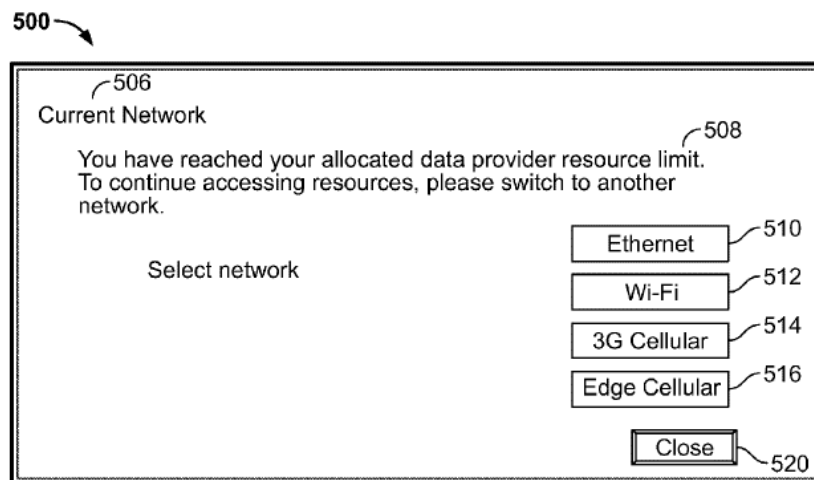 500
506
Current Network
508
You have reached your allocated data provider resource limit.
To continue accessing resources, please switch to another
network.
Select network
Ethernet 510
Wi-Fi 512
3G Cellular 514
Edge Cellular 516
Close 520